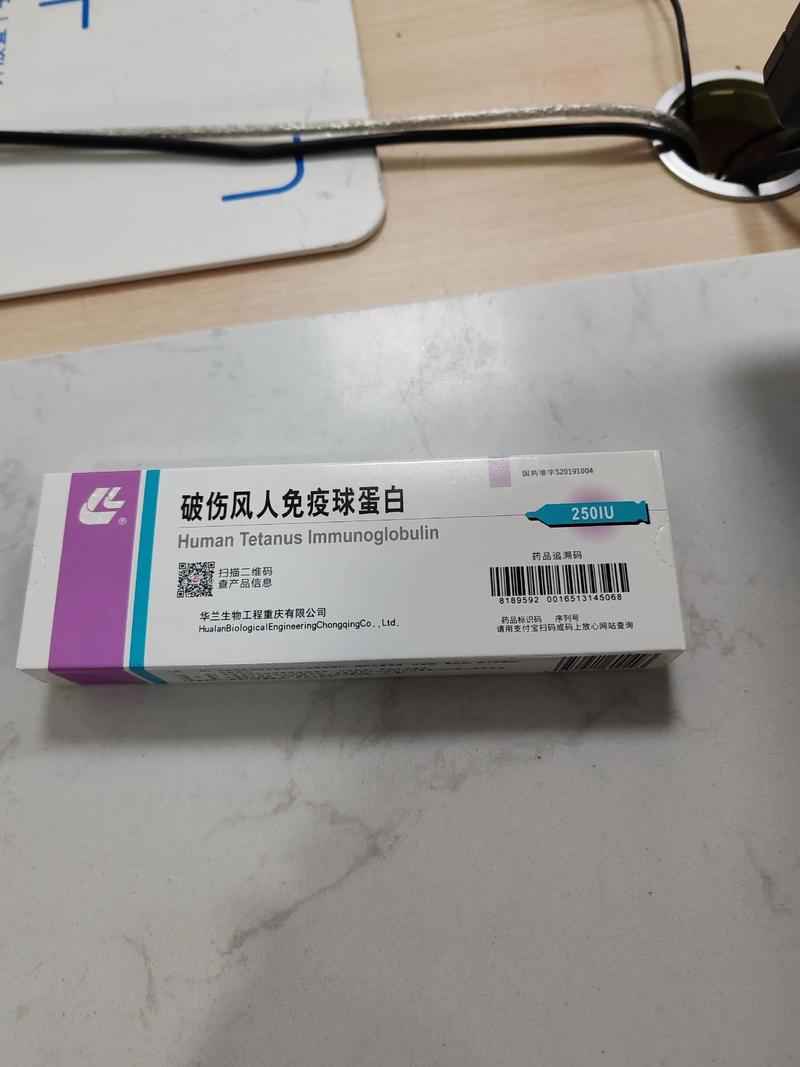 国药准字S20191004
破伤风人免疫球蛋白
Human Tetanus Immunoglobulin
250IU
药品追溯码
扫描二维码
查产品信息
8189592 0016513145068
华兰生物工程重庆有限公司
HualanBiologicalEngineeringChongqingCo.,Ltd.
药品标识码 序列号
请用支付宝扫码或码上放心网站查询
®